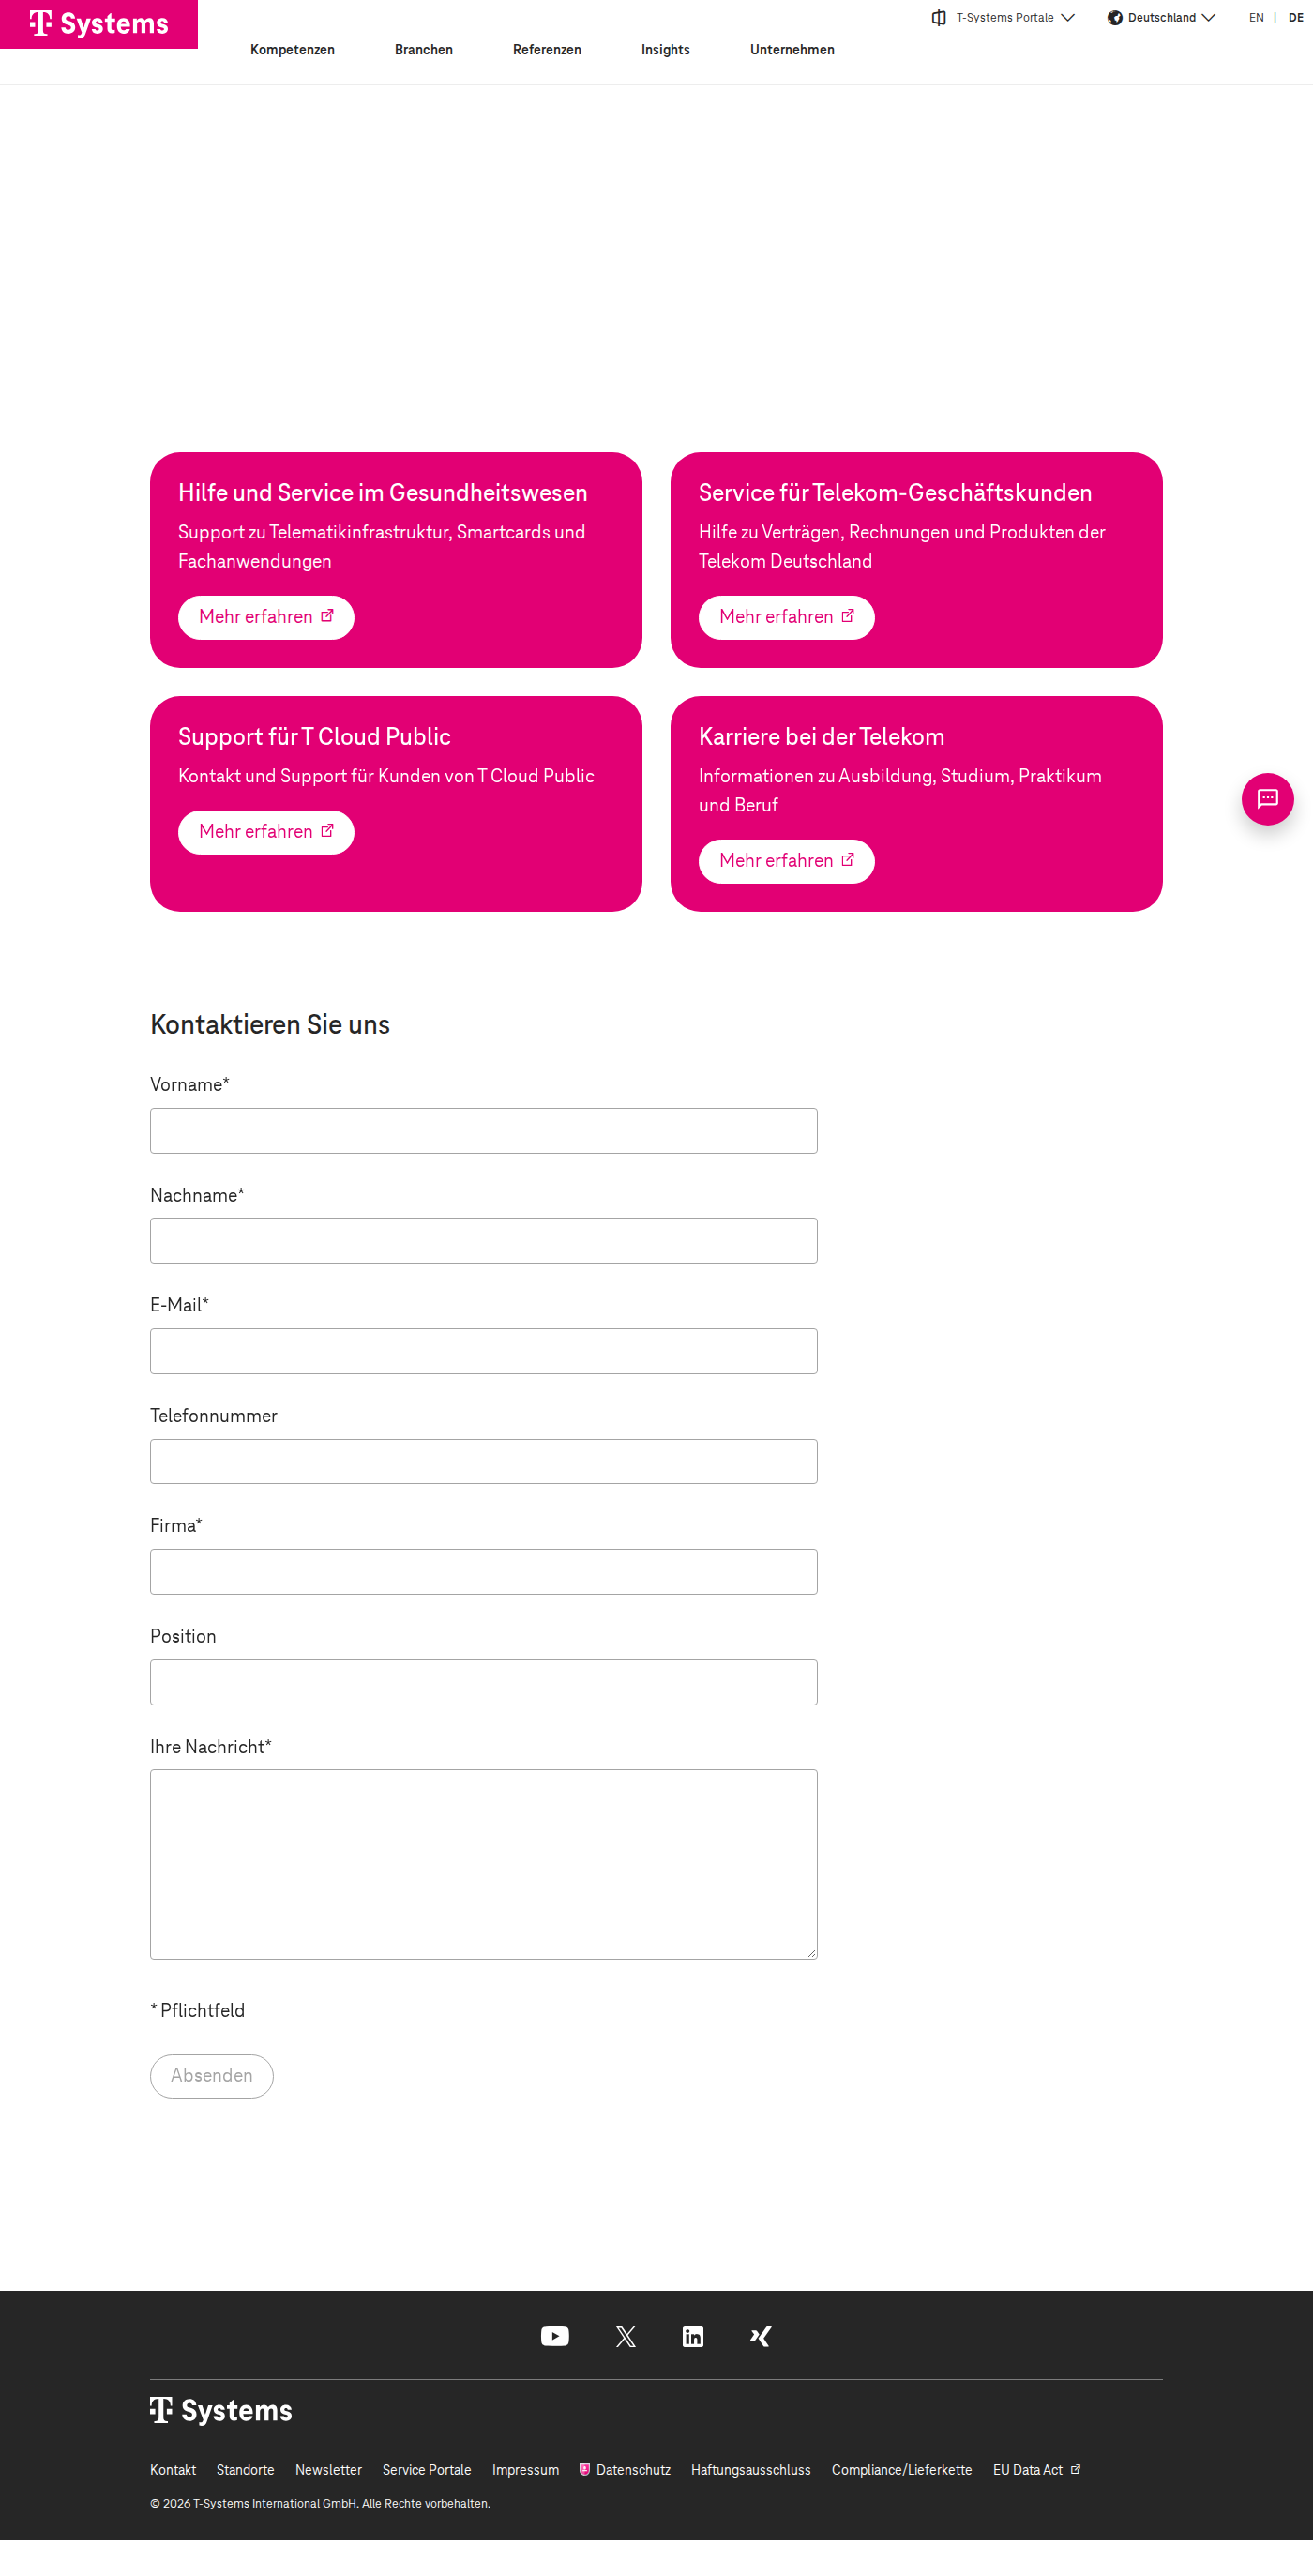 T Systems
T-Systems Portale
Deutschland
EN | DE
Kompetenzen Branchen Referenzen Insights Unternehmen
Hilfe und Service im Gesundheitswesen
Support zu Telematikinfrastruktur, Smartcards und
Fachanwendungen
Mehr erfahren
Service für Telekom-Geschäftskunden
Hilfe zu Verträgen, Rechnungen und Produkten der
Telekom Deutschland
Mehr erfahren
Support für T Cloud Public
Kontakt und Support für Kunden von T Cloud Public
Mehr erfahren
Karriere bei der Telekom
Informationen zu Ausbildung, Studium, Praktikum
und Beruf
Mehr erfahren
Kontaktieren Sie uns
Vorname*
Nachname*
E-Mail*
Telefonnummer
Firma*
Position
Ihre Nachricht*
* Pflichtfeld
Absenden
T Systems
Kontakt Standorte Newsletter Service Portale Impressum Datenschutz Haftungsausschluss Compliance/Lieferkette EU Data Act
© 2026 T-Systems International GmbH. Alle Rechte vorbehalten.